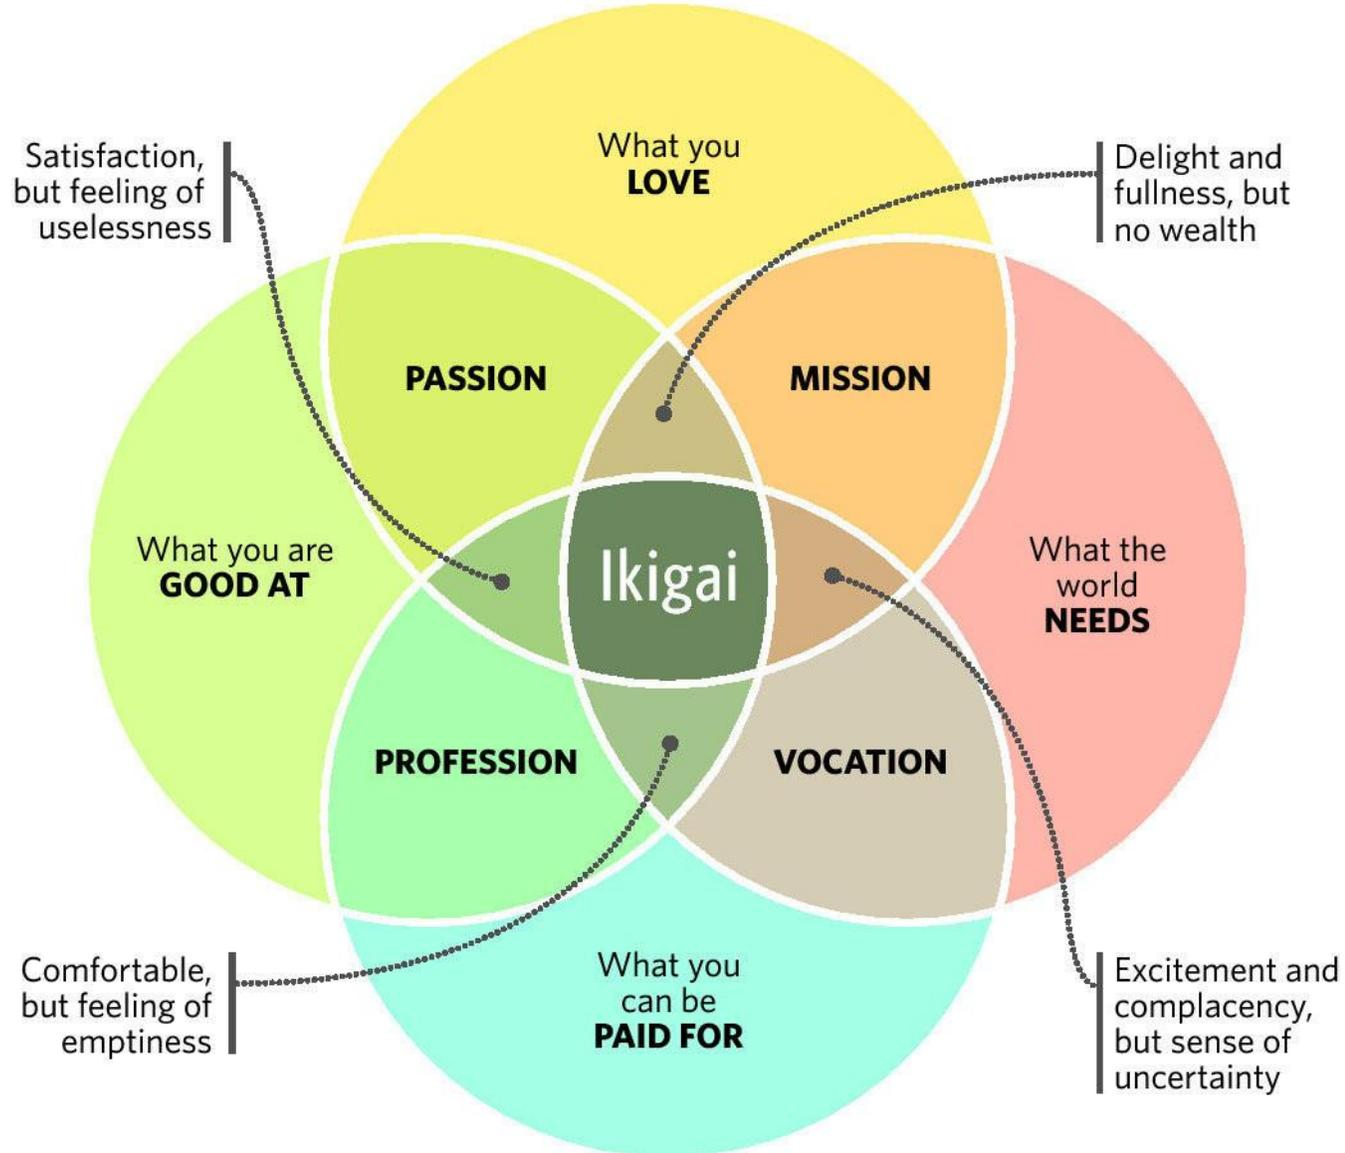 What you
LOVE
Satisfaction,
but feeling of
uselessness
Delight and
fullness, but
no wealth
PASSION
MISSION
What you are
GOOD AT
Ikigai
What the
world
NEEDS
PROFESSION
VOCATION
What you
can be
PAID FOR
Comfortable,
but feeling of
emptiness
Excitement and
complacency,
but sense of
uncertainty